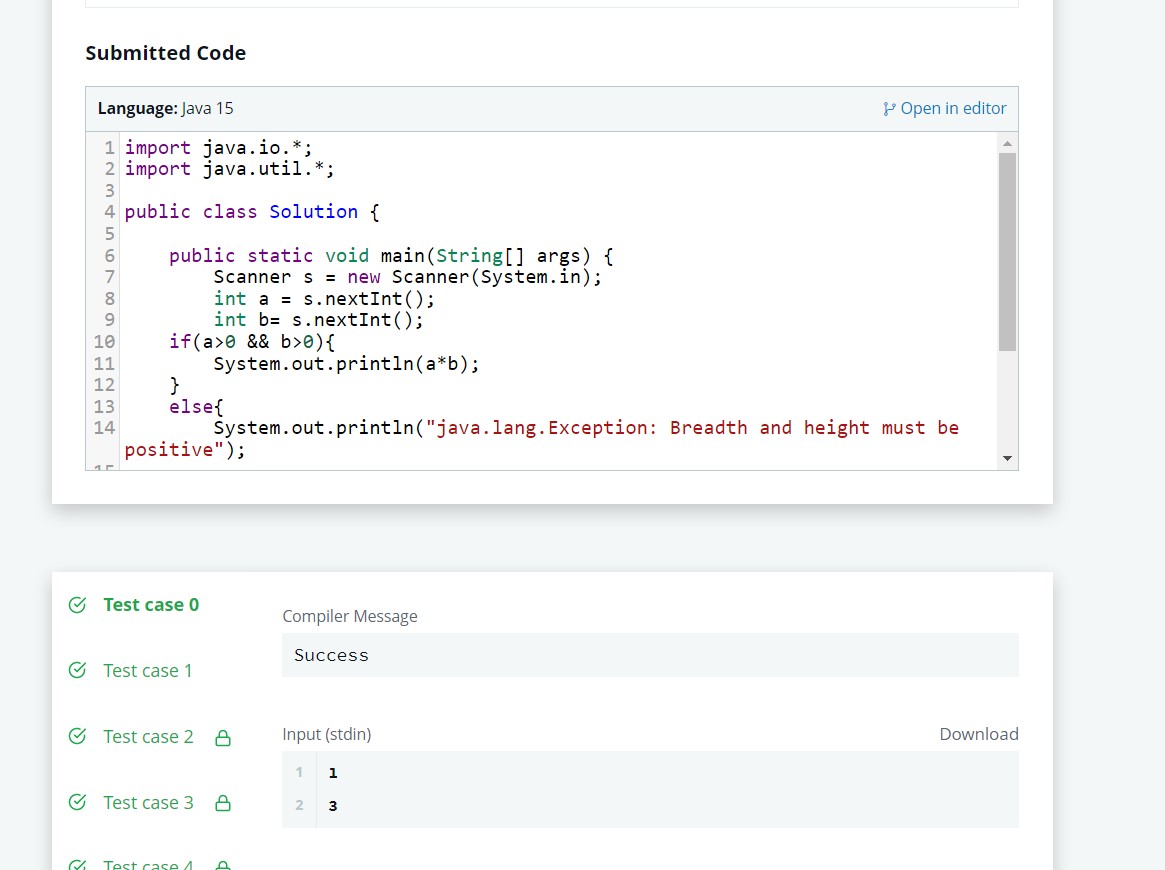 Submitted Code
Language: Java 15
Open in editor
1 import java.io.*;
2 import java.util.*;
3
4 public class Solution {
5
6     public static void main(String[] args) {
7         Scanner s = new Scanner(System.in);
8         int a = s.nextInt();
9         int b= s.nextInt();
10     if(a>0 && b>0){
11         System.out.println(a*b);
12     }
13     else{
14         System.out.println("java.lang.Exception: Breadth and height must be
positive");
15
Test case 0
Compiler Message
Success
Test case 1
Test case 2
Input (stdin)
Download
1 1
2 3
Test case 3
Test case 4